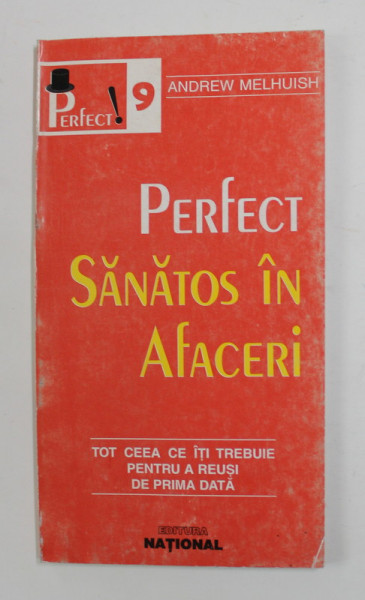 Perfect! 9
ANDREW MELHUISH
Perfect
SĂNĂTOS ÎN
AFACERI
TOT CEEA CE ÎȚI TREBUIE
PENTRU A REUȘI
DE PRIMA DATĂ
EDITURA
NAȚIONAL